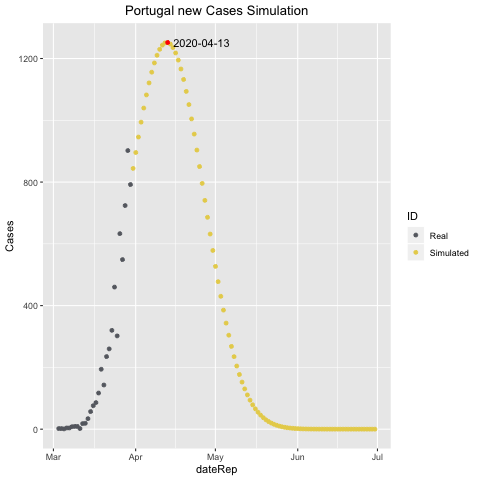 Portugal new Cases Simulation
2020-04-13
1200
800
400
0
Cases
Mar
Apr
May
Jun
Jul
dateRep
ID
Real
Simulated